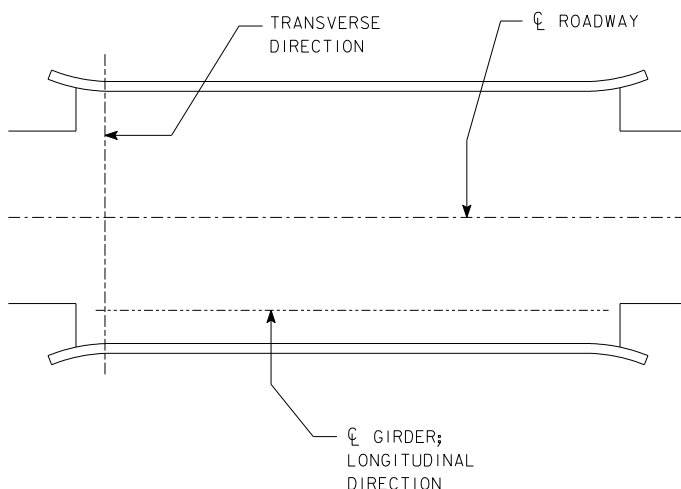 TRANSVERSE
DIRECTION
℄ ROADWAY
℄ GIRDER;
LONGITUDINAL
DIRECTION